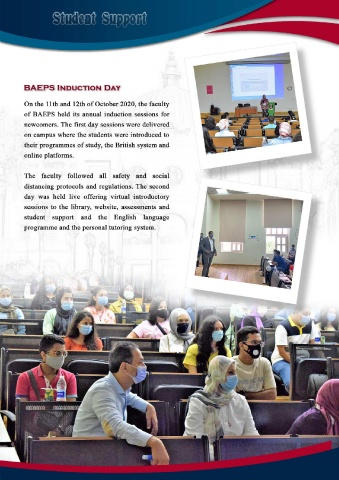 Student Support
BAEPS Induction Day
On the 11th and 12th of October 2020, the faculty
of BAEPS held its annual induction sessions for
newcomers. The first day sessions were delivered
on campus where the students were introduced to
their programmes of study, the British system and
online platforms.
The faculty followed all safety and social
distancing protocols and regulations. The second
day was held live offering virtual introductory
sessions to the library, website, assessments and
student support and the English language
programme and the personal tutoring system.